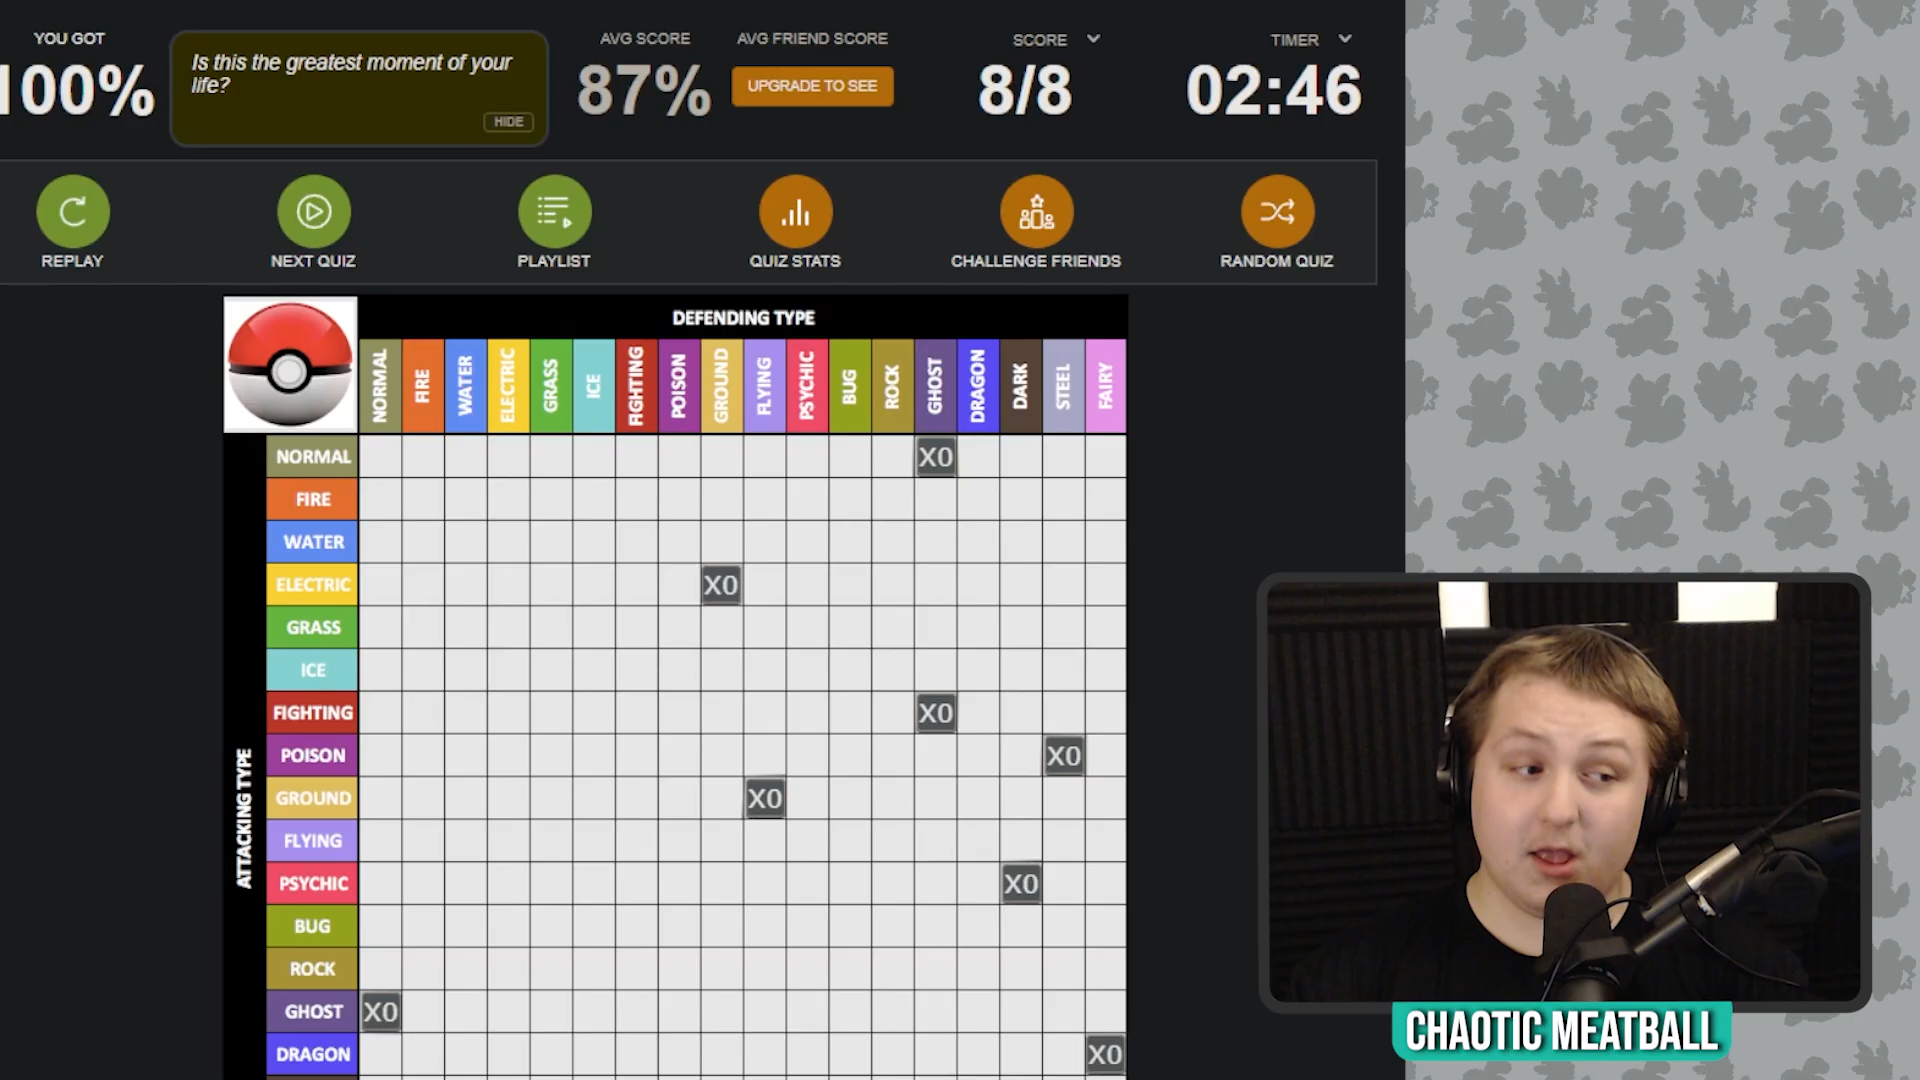 YOU GOT
100%
Is this the greatest moment of your
life?
HIDE
AVG SCORE
87%
AVG FRIEND SCORE
UPGRADE TO SEE
SCORE
8/8
TIMER
02:46
REPLAY
NEXT QUIZ
PLAYLIST
QUIZ STATS
CHALLENGE FRIENDS
RANDOM QUIZ
DEFENDING TYPE
NORMAL
FIRE
WATER
ELECTRIC
GRASS
ICE
FIGHTING
POISON
GROUND
FLYING
PSYCHIC
BUG
ROCK
GHOST
DRAGON
DARK
STEEL
FAIRY
ATTACKING TYPE
NORMAL X0
FIRE
WATER
ELECTRIC X0
GRASS
ICE
FIGHTING X0
POISON X0
GROUND X0
FLYING
PSYCHIC X0
BUG
ROCK
GHOST X0
DRAGON X0
CHAOTIC MEATBALL